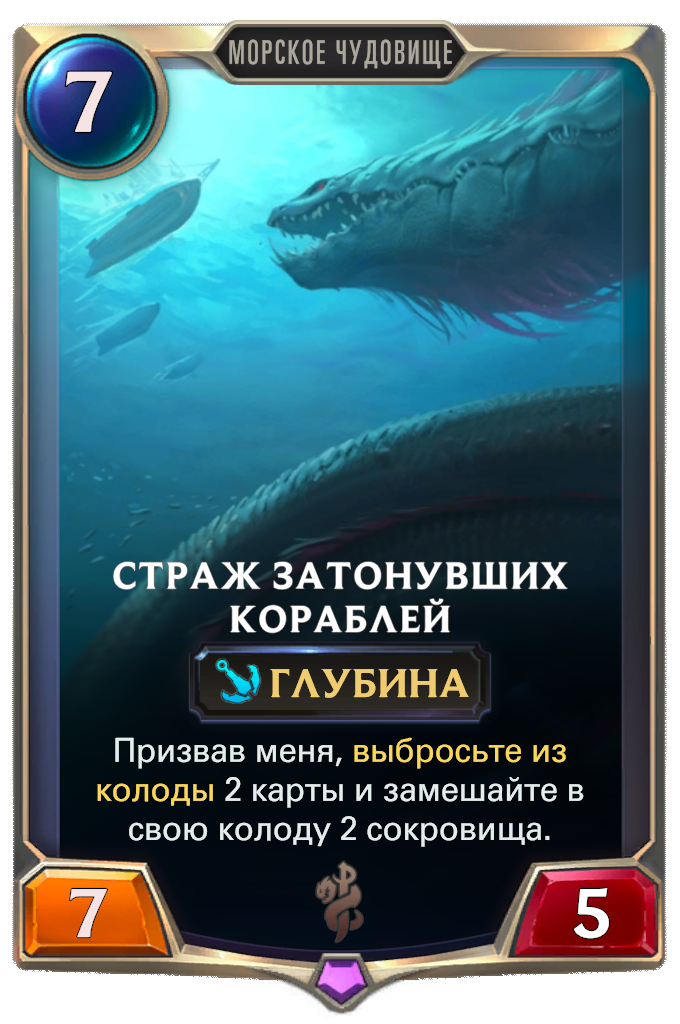 МОРСКОЕ ЧУДОВИЩЕ
7
СТРАЖ ЗАТОНУВШИХ
КОРАБЛЕЙ
ГЛУБИНА
Призвав меня, выбросьте из
колоды 2 карты и замешайте в
свою колоду 2 сокровища.
7
5